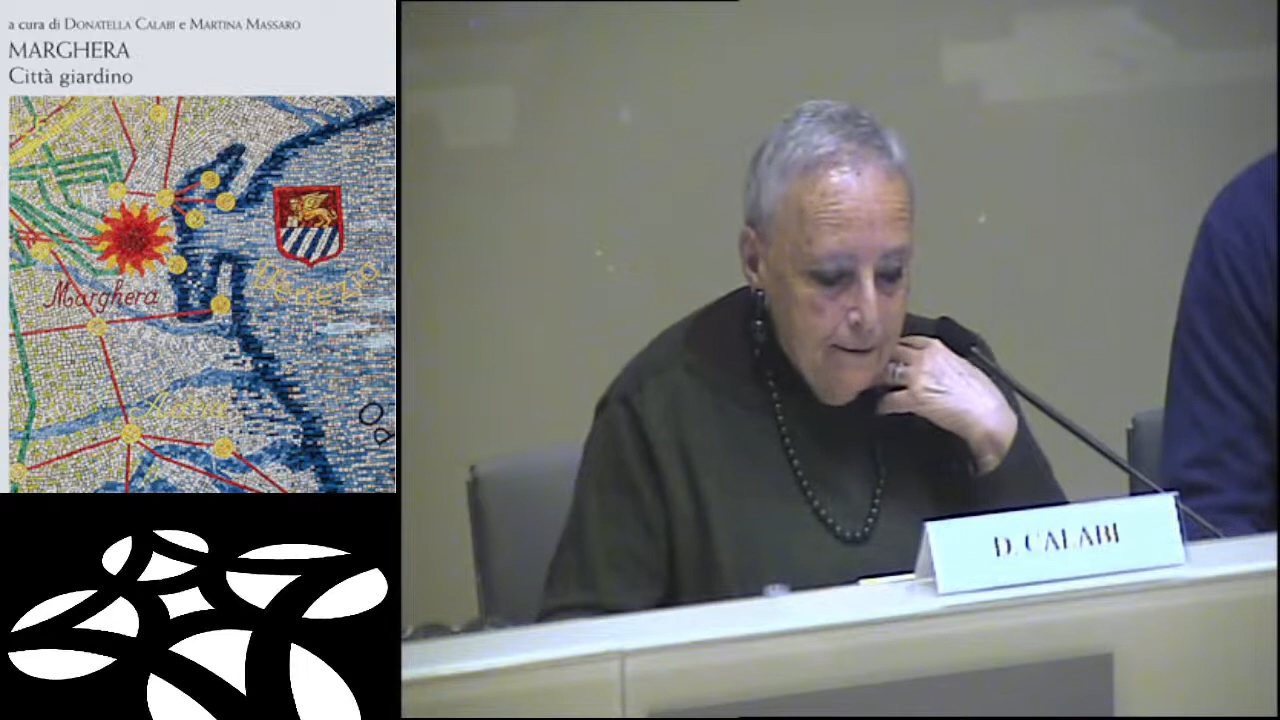 a cura di DONATELLA CALABI e MARTINA MASSARO
MARGHERA
Città giardino
Marghera
Venezia
D. CALABI